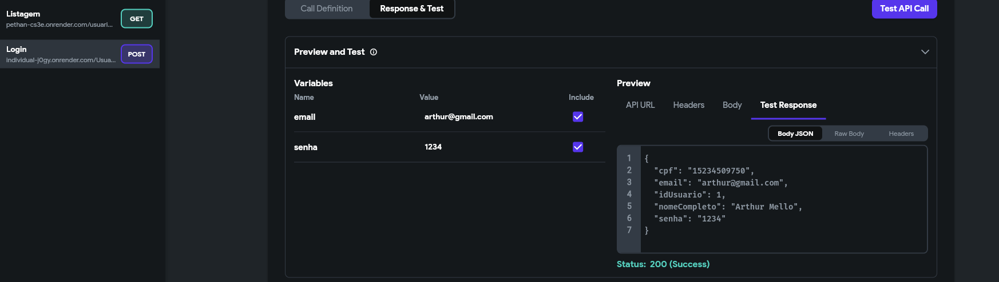 Listagem
pethan-cs3e.onrender.com/usuari...
GET
Login
individual-j0gy.onrender.com/Usua...
POST
Call Definition
Response & Test
Test API Call
Preview and Test
Variables
Name Value Include
email arthur@gmail.com
senha 1234
Preview
API URL Headers Body Test Response
Body JSON Raw Body Headers
1 {
2 "cpf": "15234509750",
3 "email": "arthur@gmail.com",
4 "idUsuario": 1,
5 "nomeCompleto": "Arthur Mello",
6 "senha": "1234"
7 }
Status: 200 (Success)